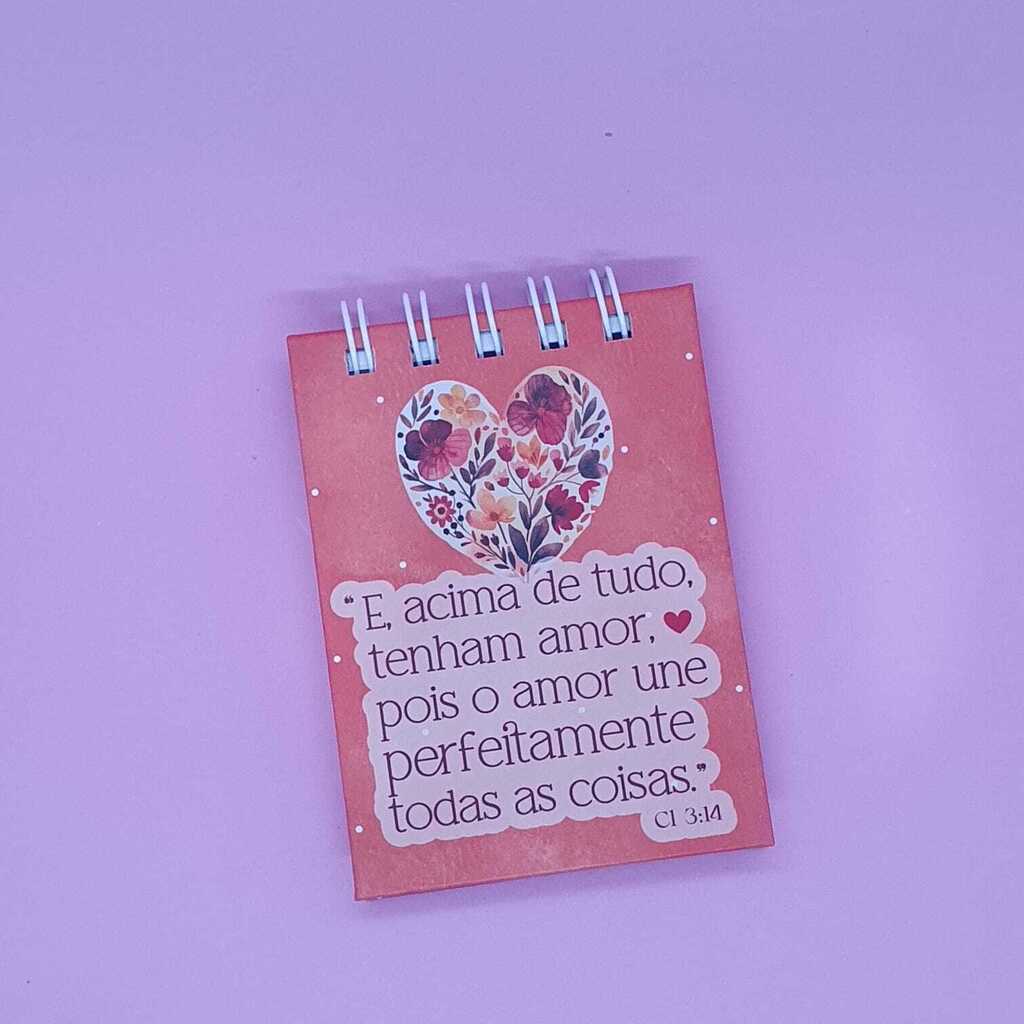 “E, acima de tudo,
tenham amor,
pois o amor une
perfeitamente
todas as coisas.”
Cl 3:14